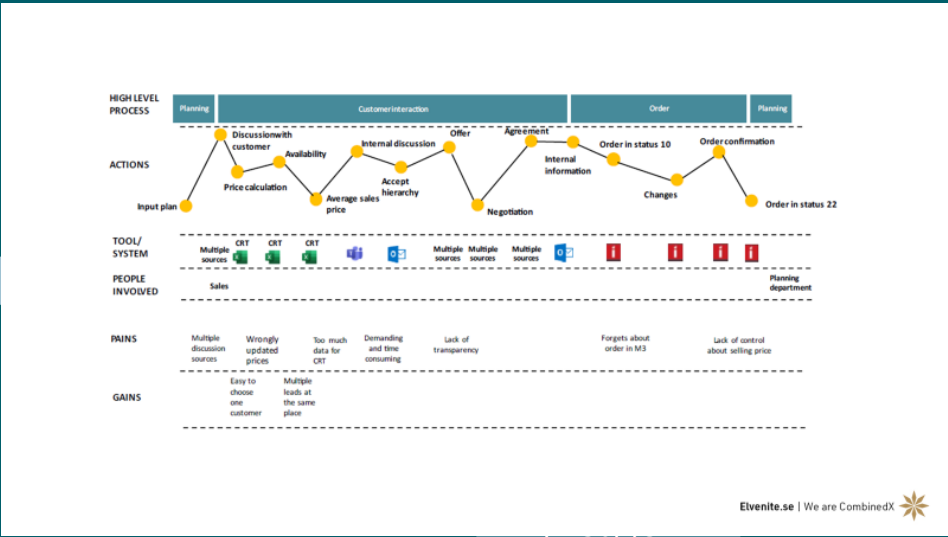 HIGH LEVEL
PROCESS
Planning
Customerinteraction
Order
Planning
ACTIONS
Input plan
Discussionwith
customer
Price calculation
Availability
Average sales
price
Internal discussion
Accept
hierarchy
Offer
Negotiation
Agreement
Internal
information
Order in status 10
Changes
Order confirmation
Order in status 22
TOOL/
SYSTEM
Multiple
sources
CRT
CRT
CRT
Multiple
sources
Multiple
sources
Multiple
sources
PEOPLE
INVOLVED
Sales
Planning
department
PAINS
Multiple
discussion
sources
Wrongly
updated
prices
Too much
data for
CRT
Demanding
and time
consuming
Lack of
transparency
Forgets about
order in M3
Lack of control
about selling price
GAINS
Easy to
choose
one
customer
Multiple
leads at
the same
place
Elvenite.se | We are CombinedX